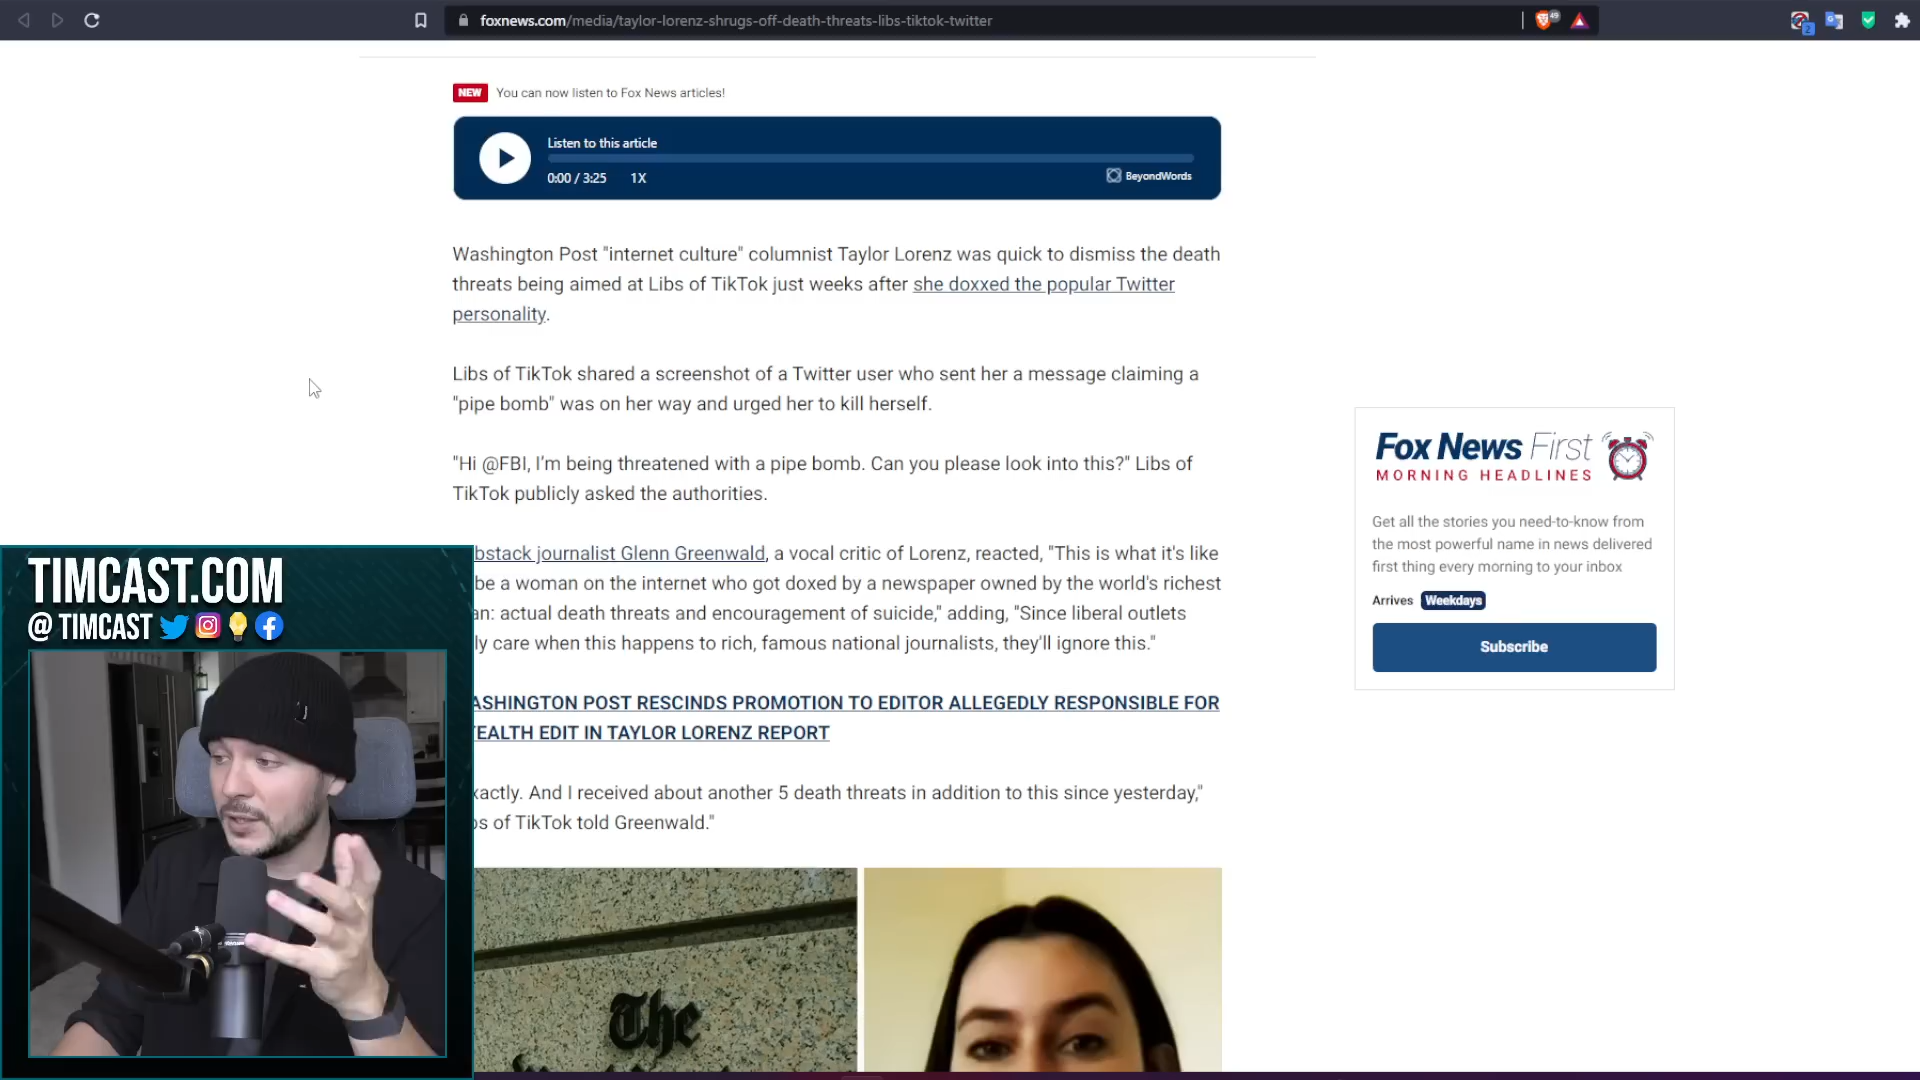 foxnews.com/media/taylor-lorenz-shrugs-off-death-threats-libs-tiktok-twitter
49
2
NEW You can now listen to Fox News articles!
Listen to this article
0:00 / 3:25 1X
BeyondWords
Washington Post "internet culture" columnist Taylor Lorenz was quick to dismiss the death
threats being aimed at Libs of TikTok just weeks after she doxxed the popular Twitter
personality.
Libs of TikTok shared a screenshot of a Twitter user who sent her a message claiming a
"pipe bomb" was on her way and urged her to kill herself.
"Hi @FBI, I'm being threatened with a pipe bomb. Can you please look into this?" Libs of
TikTok publicly asked the authorities.
bstack journalist Glenn Greenwald, a vocal critic of Lorenz, reacted, "This is what it's like
be a woman on the internet who got doxed by a newspaper owned by the world's richest
an: actual death threats and encouragement of suicide," adding, "Since liberal outlets
ly care when this happens to rich, famous national journalists, they'll ignore this."
ASHINGTON POST RESCINDS PROMOTION TO EDITOR ALLEGEDLY RESPONSIBLE FOR
TEALTH EDIT IN TAYLOR LORENZ REPORT
xactly. And I received about another 5 death threats in addition to this since yesterday,"
bs of TikTok told Greenwald."
The
Fox News First
MORNING HEADLINES
Get all the stories you need-to-know from
the most powerful name in news delivered
first thing every morning to your inbox
Arrives Weekdays
Subscribe
TIMCAST.COM
@ TIMCAST